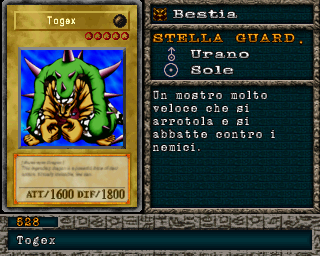 Togex
ATT/1600 DIF/1800
Bestia
STELLA GUARD.
Urano
Sole
Un mostro molto
veloce che si
arrotola e si
abbatte contro i
nemici.
528
Togex